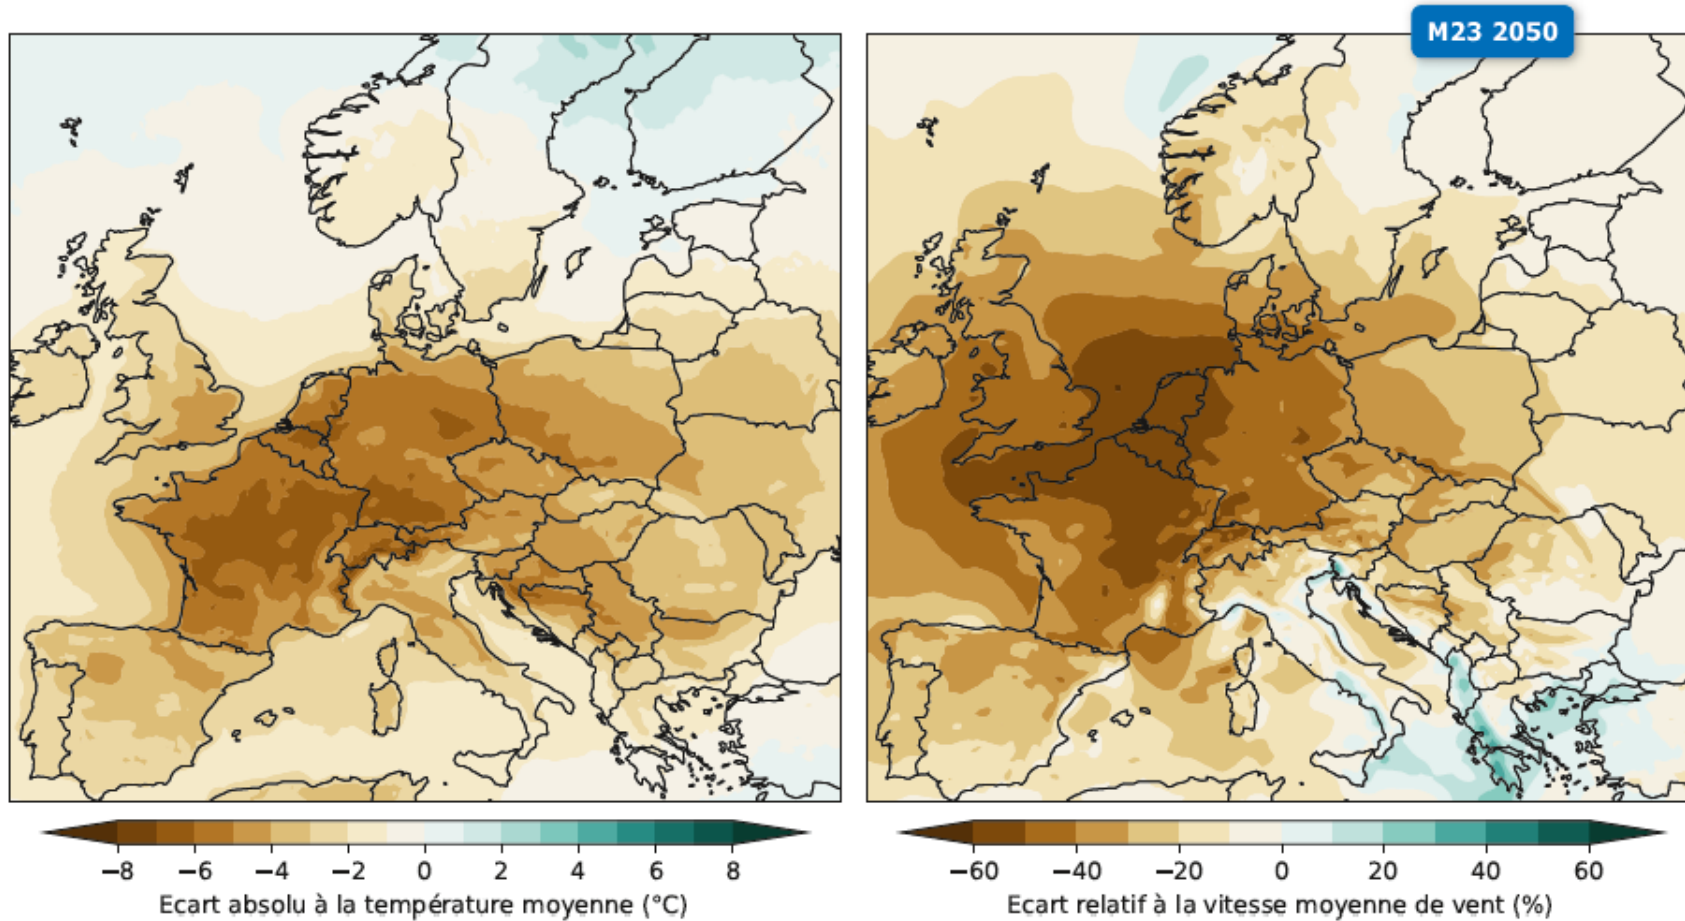 M23 2050
−8 −6 −4 −2 0 2 4 6 8
Ecart absolu à la température moyenne (°C)
−60 −40 −20 0 20 40 60
Ecart relatif à la vitesse moyenne de vent (%)